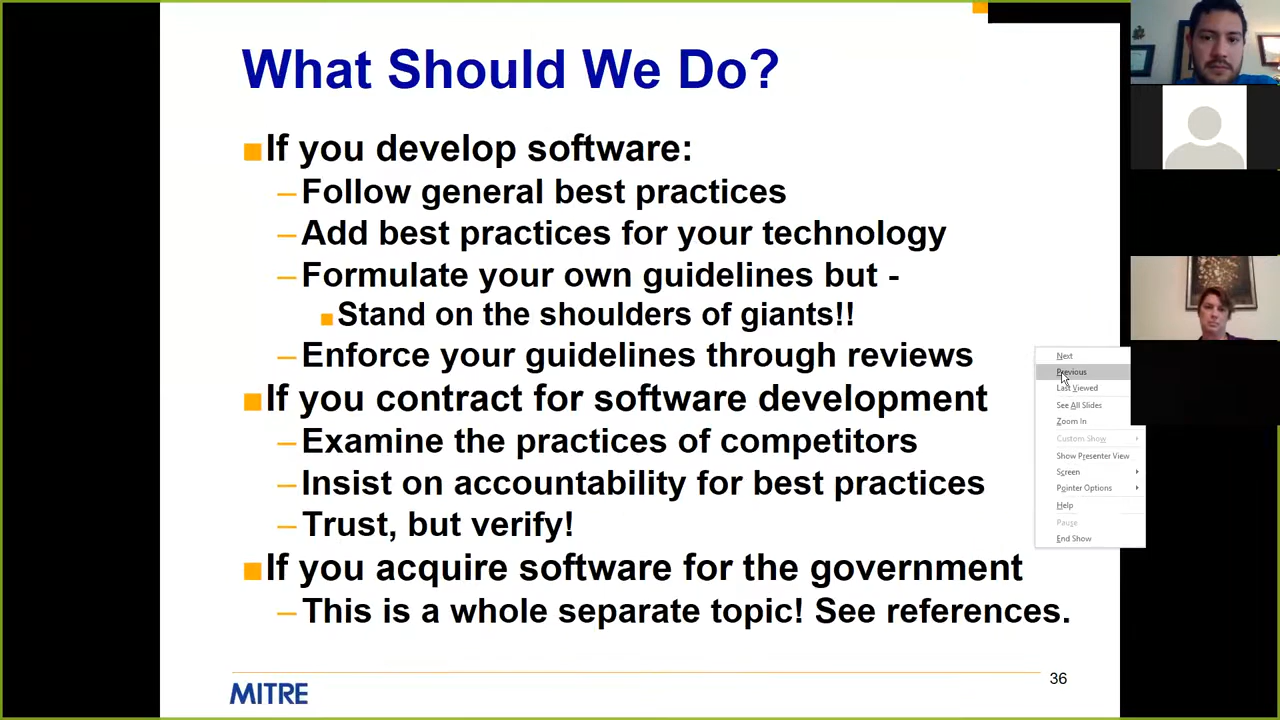 What Should We Do?
If you develop software:
–Follow general best practices
–Add best practices for your technology
–Formulate your own guidelines but -
Stand on the shoulders of giants!!
–Enforce your guidelines through reviews
If you contract for software development
–Examine the practices of competitors
–Insist on accountability for best practices
–Trust, but verify!
If you acquire software for the government
–This is a whole separate topic! See references.
MITRE
36
Next
Previous
Last Viewed
See All Slides
Zoom In
Custom Show
Show Presenter View
Screen
Pointer Options
Help
Pause
End Show